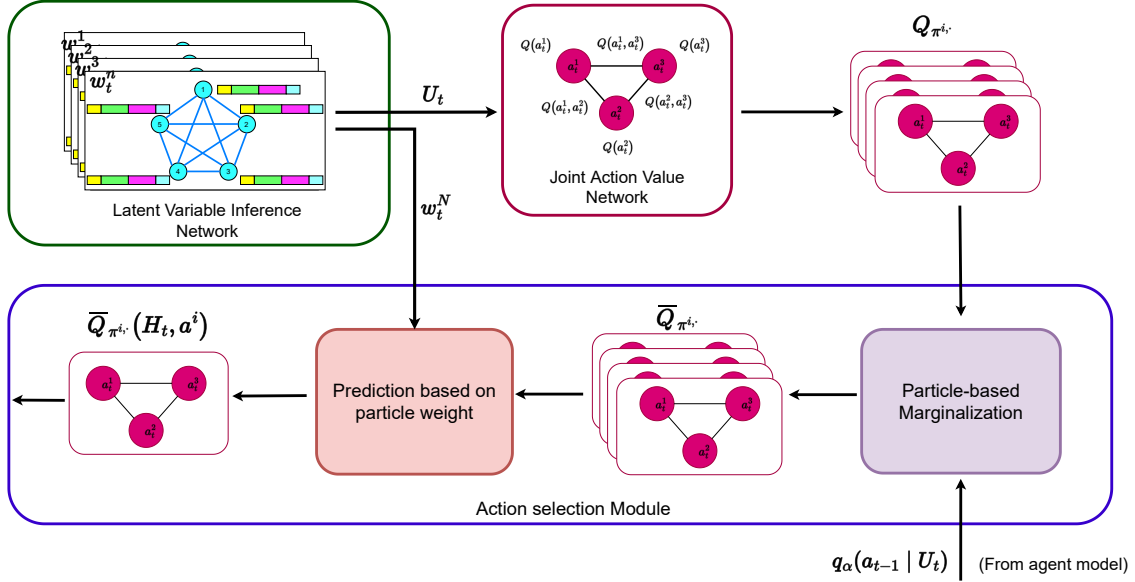 w^1
w^2
w^3
w_t^n
1
2
3
4
5
Latent Variable Inference
Network
U_t
w_t^N
Q(a_t^1)
Q(a_t^1, a_t^3)
Q(a_t^3)
a_t^1
a_t^3
Q(a_t^1, a_t^2)
Q(a_t^2, a_t^3)
a_t^2
Q(a_t^2)
Joint Action Value
Network
Q_{π^{i,·}}
a_t^1
a_t^3
a_t^2
Q̅_{π^{i,·}}(H_t, a^i)
a_t^1
a_t^3
a_t^2
Prediction based on
particle weight
Q̅_{π^{i,·}}
a_t^1
a_t^3
a_t^2
Particle-based
Marginalization
Action selection Module
q_α(a_{t−1} | U_t) (From agent model)